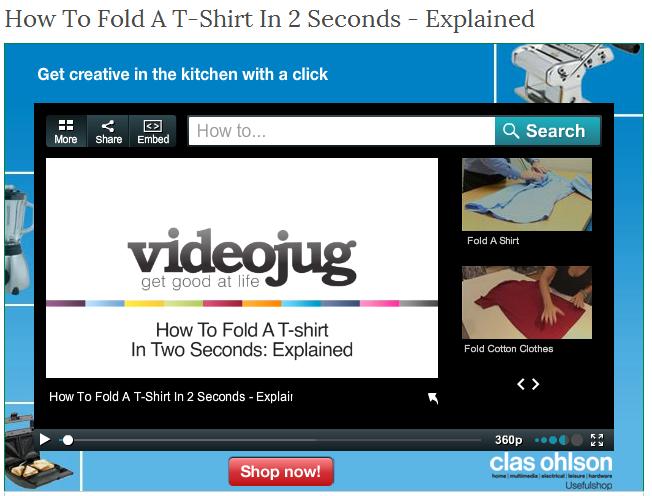 How To Fold A T-Shirt In 2 Seconds - Explained
Get creative in the kitchen with a click
More
Share
Embed
How to...
Search
videojug
get good at life
How To Fold A T-shirt
In Two Seconds: Explained
Fold A Shirt
Fold Cotton Clothes
How To Fold A T-Shirt In 2 Seconds - Explai
360p
Shop now!
clas ohlson
home | multimedia | electrical | leisure | hardware
Usefulshop